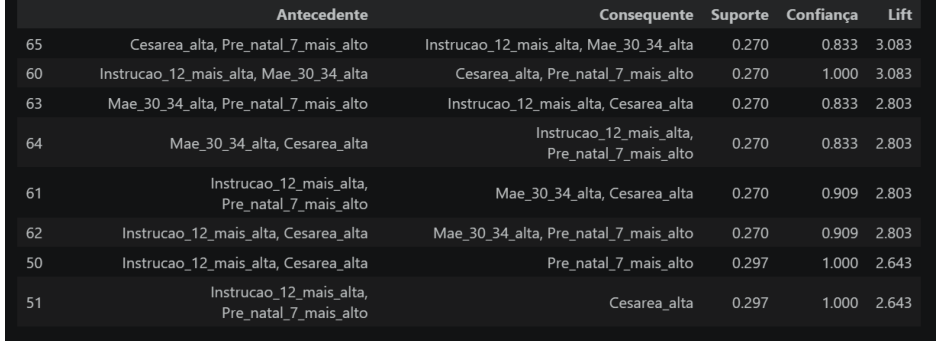 Antecedente Consequente Suporte Confiança Lift
65 Cesarea_alta, Pre_natal_7_mais_alto Instrucao_12_mais_alta, Mae_30_34_alta 0.270 0.833 3.083
60 Instrucao_12_mais_alta, Mae_30_34_alta Cesarea_alta, Pre_natal_7_mais_alto 0.270 1.000 3.083
63 Mae_30_34_alta, Pre_natal_7_mais_alto Instrucao_12_mais_alta, Cesarea_alta 0.270 0.833 2.803
64 Mae_30_34_alta, Cesarea_alta Instrucao_12_mais_alta,
Pre_natal_7_mais_alto 0.270 0.833 2.803
61 Instrucao_12_mais_alta,
Pre_natal_7_mais_alto Mae_30_34_alta, Cesarea_alta 0.270 0.909 2.803
62 Instrucao_12_mais_alta, Cesarea_alta Mae_30_34_alta, Pre_natal_7_mais_alto 0.270 0.909 2.803
50 Instrucao_12_mais_alta, Cesarea_alta Pre_natal_7_mais_alto 0.297 1.000 2.643
51 Instrucao_12_mais_alta,
Pre_natal_7_mais_alto Cesarea_alta 0.297 1.000 2.643